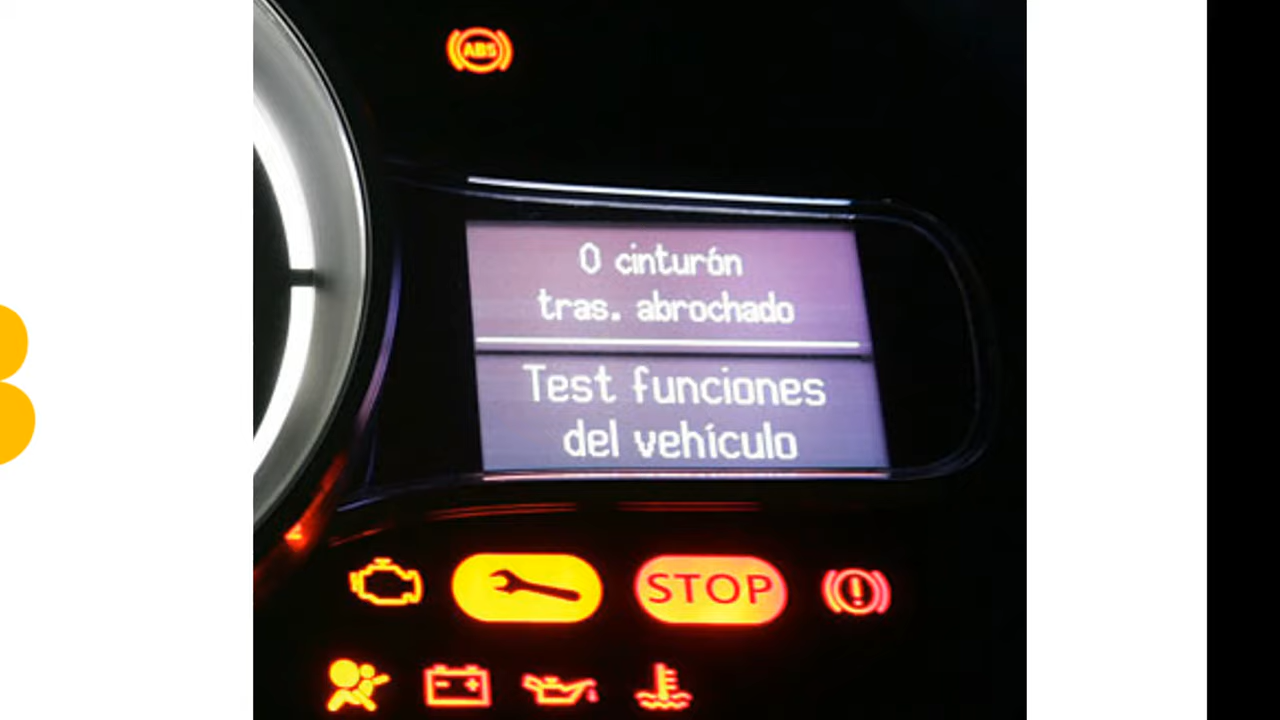 ABS
0 cinturón
tras. abrochado
Test funciones
del vehículo
STOP